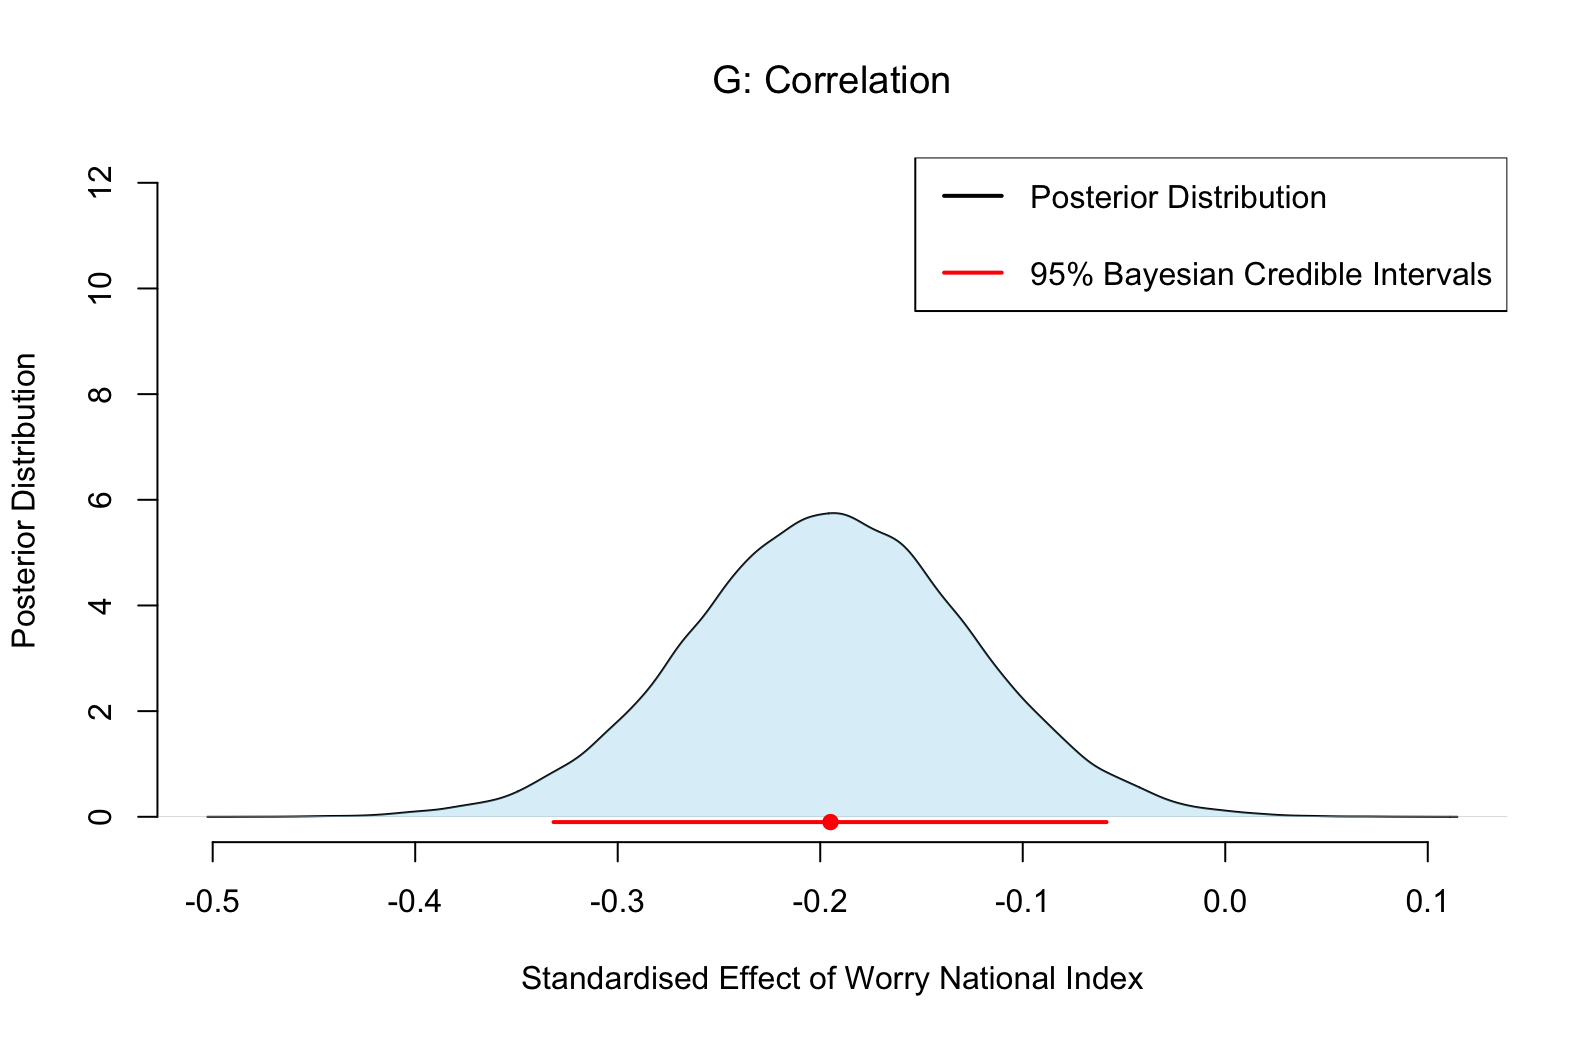 G: Correlation
Posterior Distribution
95% Bayesian Credible Intervals
Posterior Distribution
12
10
8
6
4
2
0
-0.5 -0.4 -0.3 -0.2 -0.1 0.0 0.1
Standardised Effect of Worry National Index